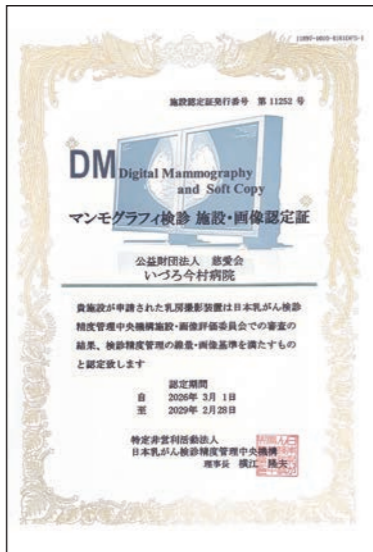 施設認定証発行番号 第 11252 号
DM Digital Mammography
and Soft Copy
マンモグラフィ検診 施設・画像認定証
公益財団法人 慈愛会
いづろ今村病院
貴施設が申請された乳房撮影装置は日本乳がん検診
精度管理中央機構施設・画像評価委員会での審査の
結果、検診精度管理の線量・画像基準を満たすもの
と認定致します
認定期間
自 2026年 3月 1日
至 2029年 2月28日
特定非営利活動法人
日本乳がん検診精度管理中央機構
理事長 横江 隆夫